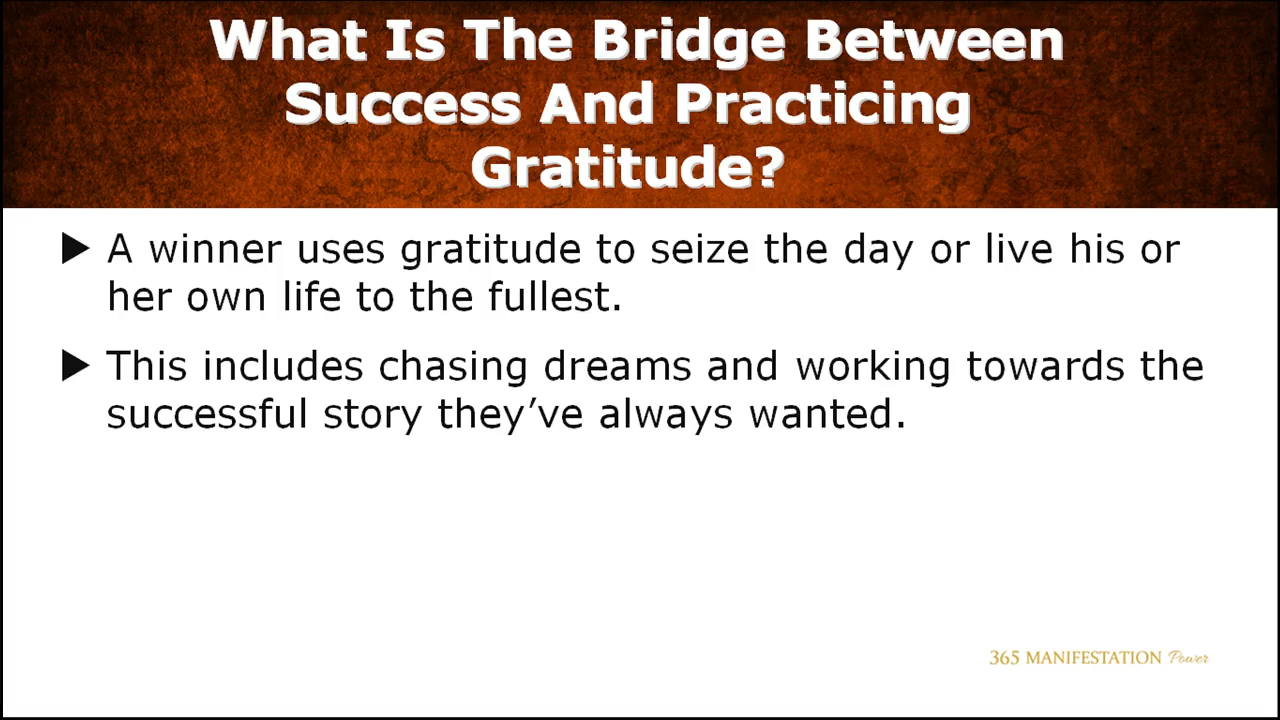 What Is The Bridge Between
Success And Practicing
Gratitude?
A winner uses gratitude to seize the day or live his or
her own life to the fullest.
This includes chasing dreams and working towards the
successful story they’ve always wanted.
365 MANIFESTATION Power